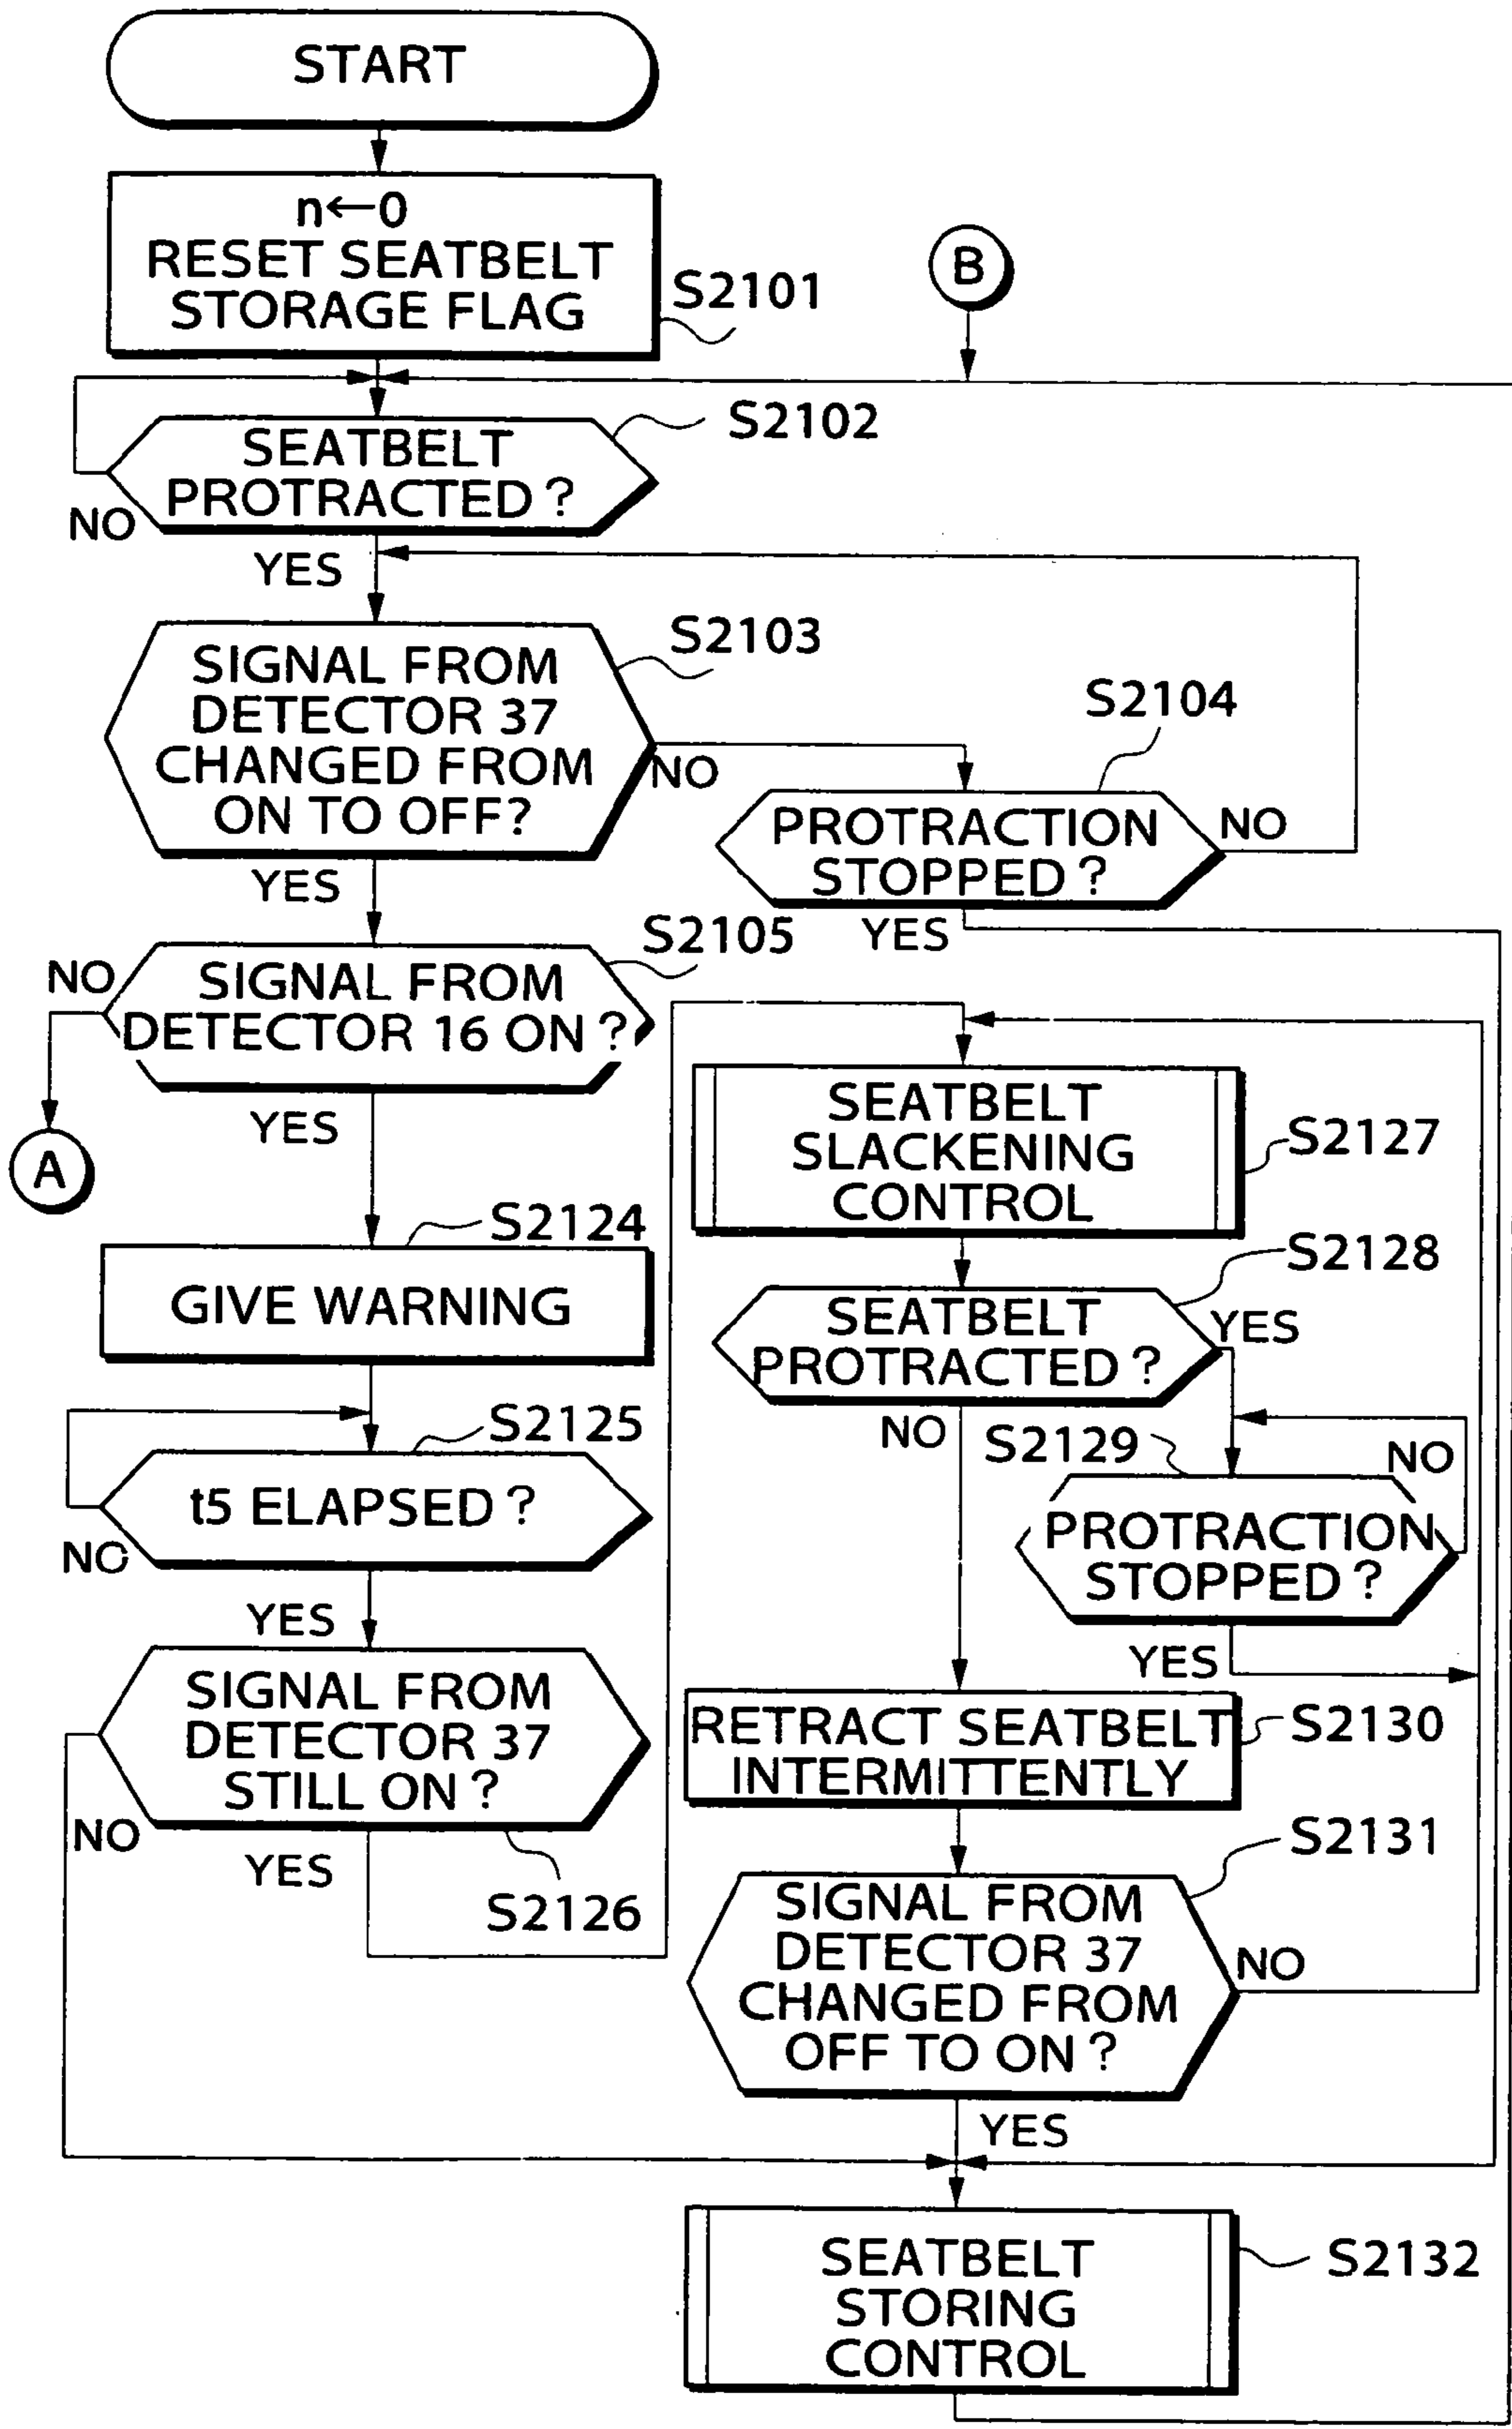 START
n←0
RESET SEATBELT
STORAGE FLAG
S2101
B
S2102
SEATBELT
PROTRACTED ?
NO
YES
S2103
SIGNAL FROM
DETECTOR 37
CHANGED FROM
ON TO OFF?
NO
YES
S2104
PROTRACTION
STOPPED ?
NO
YES
S2105
SIGNAL FROM
DETECTOR 16 ON ?
NO
YES
A
S2124
GIVE WARNING
S2125
t5 ELAPSED ?
NO
YES
SIGNAL FROM
DETECTOR 37
STILL ON ?
NO
YES
S2126
SEATBELT
SLACKENING
CONTROL
S2127
S2128
SEATBELT
PROTRACTED ?
YES
NO
S2129
NO
PROTRACTION
STOPPED ?
YES
RETRACT SEATBELT
INTERMITTENTLY
S2130
S2131
SIGNAL FROM
DETECTOR 37
CHANGED FROM
OFF TO ON ?
NO
YES
SEATBELT
STORING
CONTROL
S2132